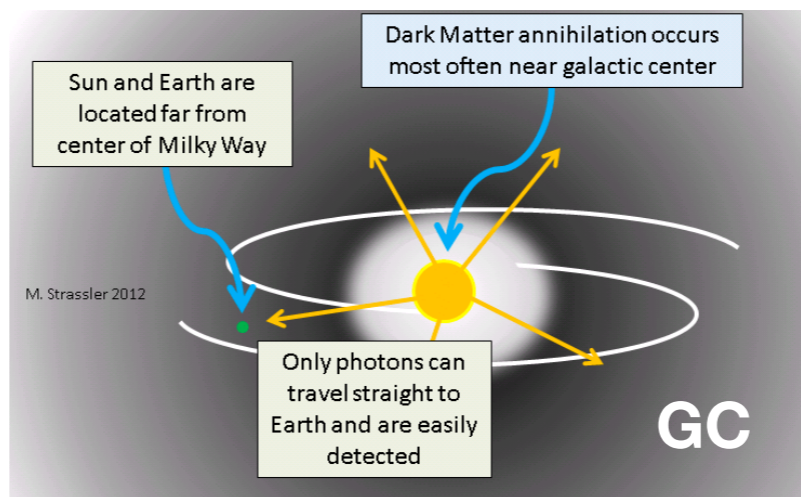 Dark Matter annihilation occurs
most often near galactic center
Sun and Earth are
located far from
center of Milky Way
M. Strassler 2012
Only photons can
travel straight to
Earth and are easily
detected
GC